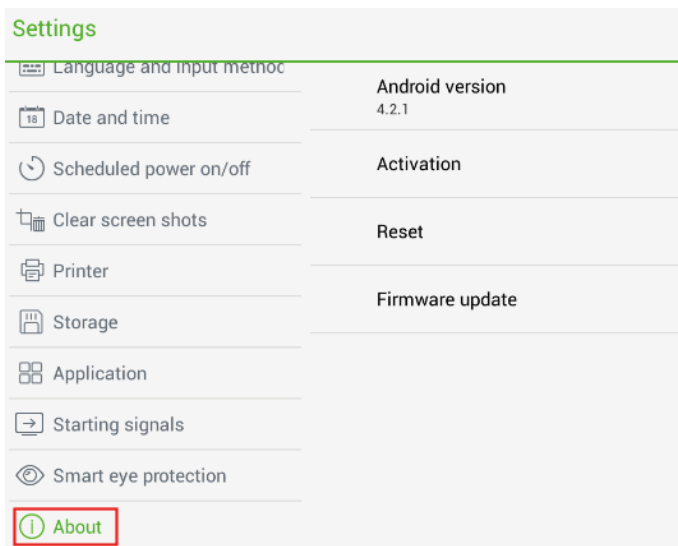 Settings
Language and input method
18
Date and time
Scheduled power on/off
Clear screen shots
Printer
Storage
Application
Starting signals
Smart eye protection
About
Android version
4.2.1
Activation
Reset
Firmware update